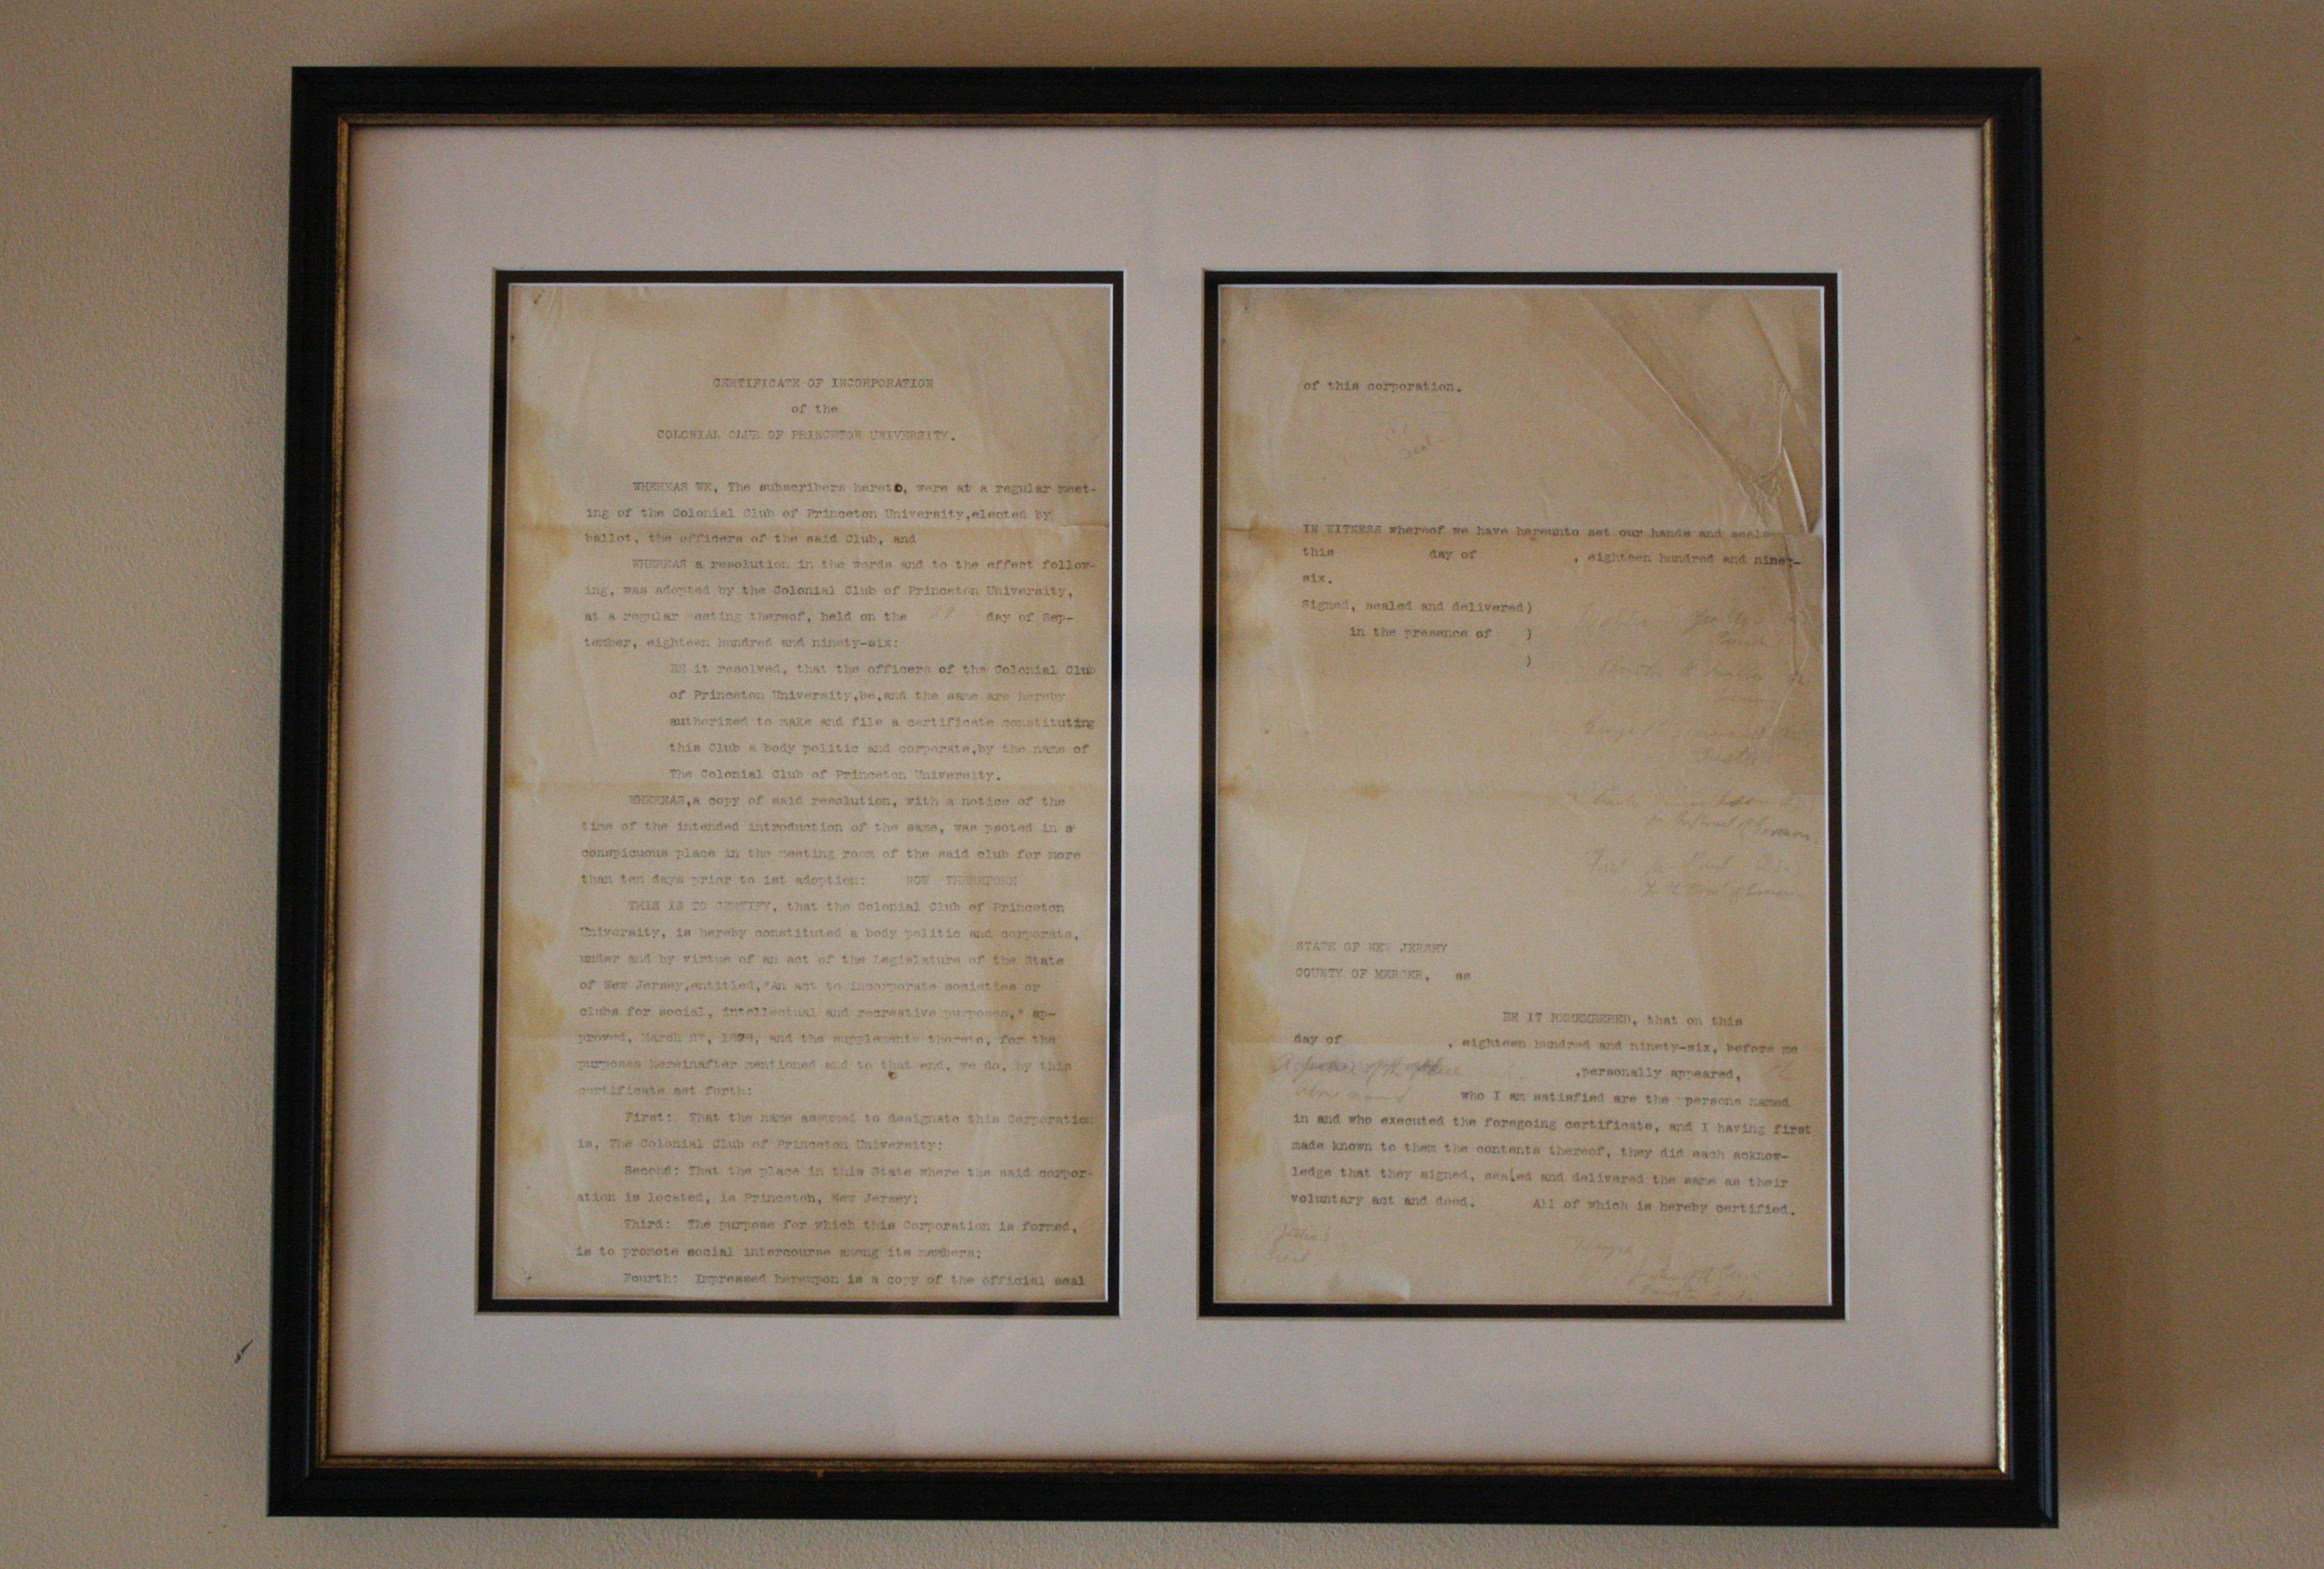 CERTIFICATE OF INCORPORATION
of the
COLONIAL CLUB OF PRINCETON UNIVERSITY.
WHEREAS WE, The subscribers hereto, were at a regular meet-
ing of the Colonial Club of Princeton University,elected by
ballot, the officers of the said Club, and
WHEREAS a resolution in the words and to the effect follow-
ing, was adopted by the Colonial Club of Princeton University,
at a regular meeting thereof, held on the day of Sep-
tember, eighteen hundred and ninety-six:
BE it resolved, that the officers of the Colonial Club
of Princeton University,be,and the same are hereby
authorized to make and file a certificate constituting
this Club a body politic and corporate,by the name of
The Colonial Club of Princeton University.
WHEREAS,a copy of said resolution, with a notice of the
time of the intended introduction of the same, was psoted in a
conspicuous place in the meeting room of the said club for more
than ten days prior to ist adoption: NOW THEREFORE
THIS IS TO CERTIFY, that the Colonial Club of Princeton
University, is hereby constituted a body politic and corporate,
under and by virtue of an act of the Legislature of the State
of New Jersey,entitled,"An act to incorporate societies or
clubs for social, intellectual and recreative purposes," ap-
proved, March 27, 1878, and the supplements thereto, for the
purposes hereinafter mentioned and to that end, we do, by this
certificate set forth:
First: That the name assumed to designate this Corporation
is, The Colonial Club of Princeton University;
Second: That the place in this State where the said corpor-
ation is located, is Princeton, New Jersey;
Third: The purpose for which this Corporation is formed,
is to promote social intercourse among its members;
Fourth: Impressed hereupon is a copy of the official seal
of this corporation.
Seal
IN WITNESS whereof we have hereunto set our hands and seals
this day of , eighteen hundred and ninet-
six.
Signed, sealed and delivered)
in the presence of )
)
STATE OF NEW JERSEY
COUNTY OF MERCER, ss
BE IT REMEMBERED, that on this
day of , eighteen hundred and ninety-six, before me
,personally appeared,
who I am satisfied are the persons named
in and who executed the foregoing certificate, and I having first
made known to them the contents thereof, they did each acknow-
ledge that they signed, sealed and delivered the same as their
voluntary act and deed. All of which is hereby certified.